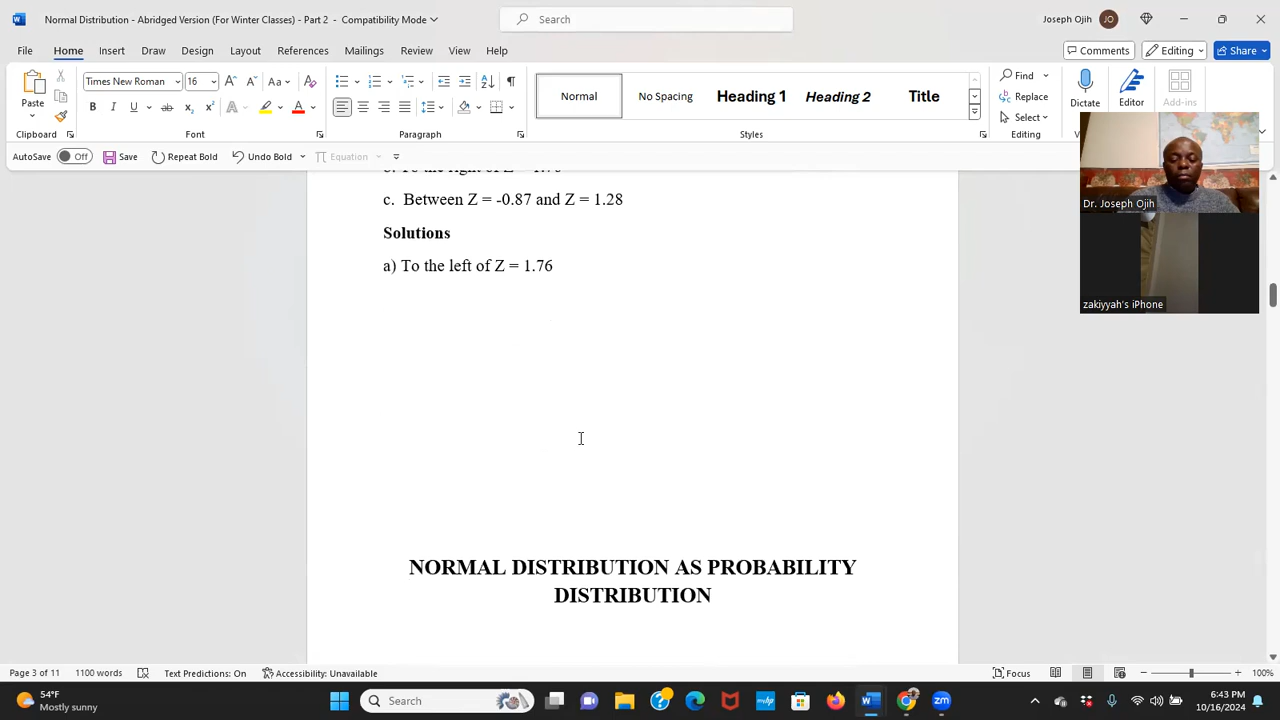 Normal Distribution - Abridged Version (For Winter Classes) - Part 2 - Compatibility Mode
Search
Joseph Ojih
JO
File Home Insert Draw Design Layout References Mailings Review View Help
Comments
Editing
Share
Paste
Clipboard
Times New Roman 16
Font
Paragraph
Normal
No Spacing
Heading 1
Heading 2
Title
Styles
Find
Replace
Select
Editing
Dictate
Editor
Add-ins
AutoSave Off Save Repeat Bold Undo Bold Equation
c. Between Z = -0.87 and Z = 1.28
Solutions
a) To the left of Z = 1.76
NORMAL DISTRIBUTION AS PROBABILITY
DISTRIBUTION
Dr. Joseph Ojih
zakiyyah's iPhone
Page 3 of 11 1100 words Text Predictions: On Accessibility: Unavailable Focus 100%
54°F
Mostly sunny
Search
6:43 PM
10/16/2024